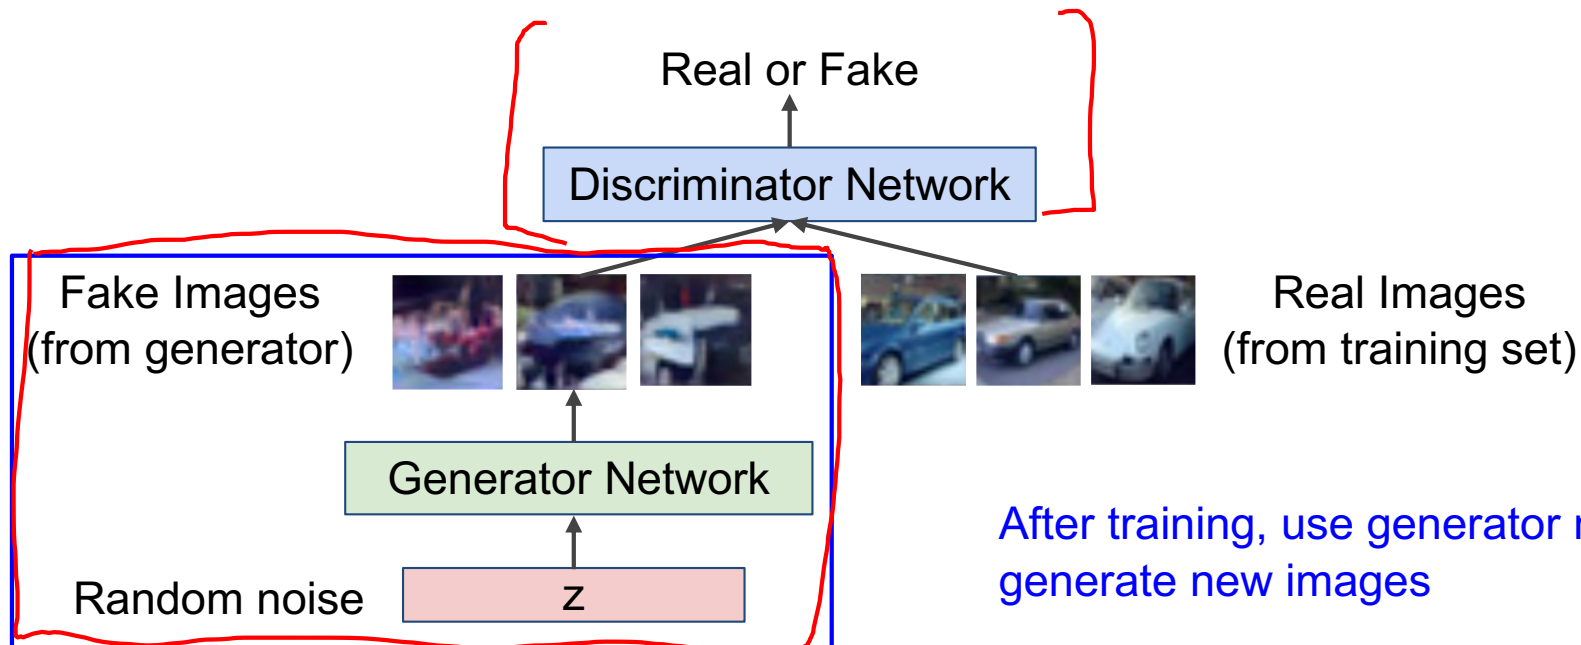 Real or Fake
Discriminator Network
Fake Images
(from generator)
Real Images
(from training set)
Generator Network
After training, use generator
generate new images
Random noise
z